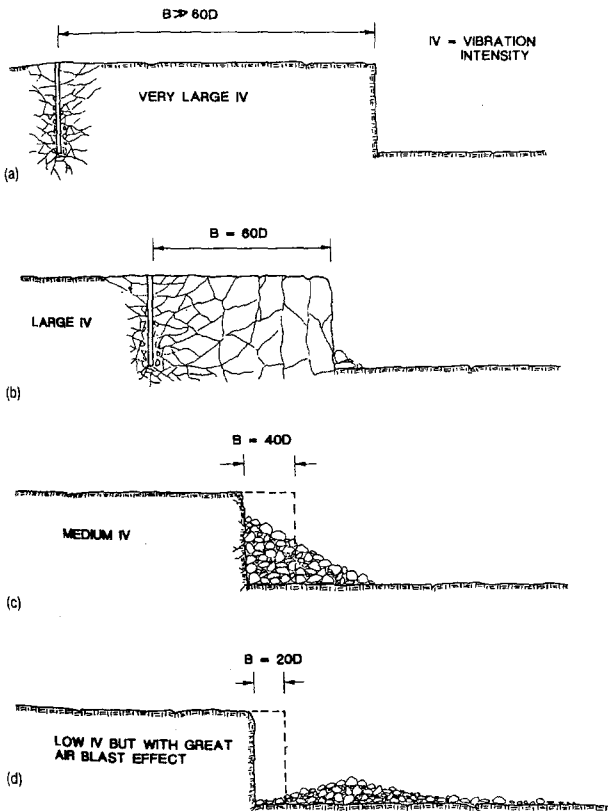 B≫60D
IV = VIBRATION
INTENSITY
VERY LARGE IV
(a)
B = 60D
LARGE IV
(b)
B = 40D
MEDIUM IV
(c)
B = 20D
LOW IV BUT WITH GREAT
AIR BLAST EFFECT
(d)